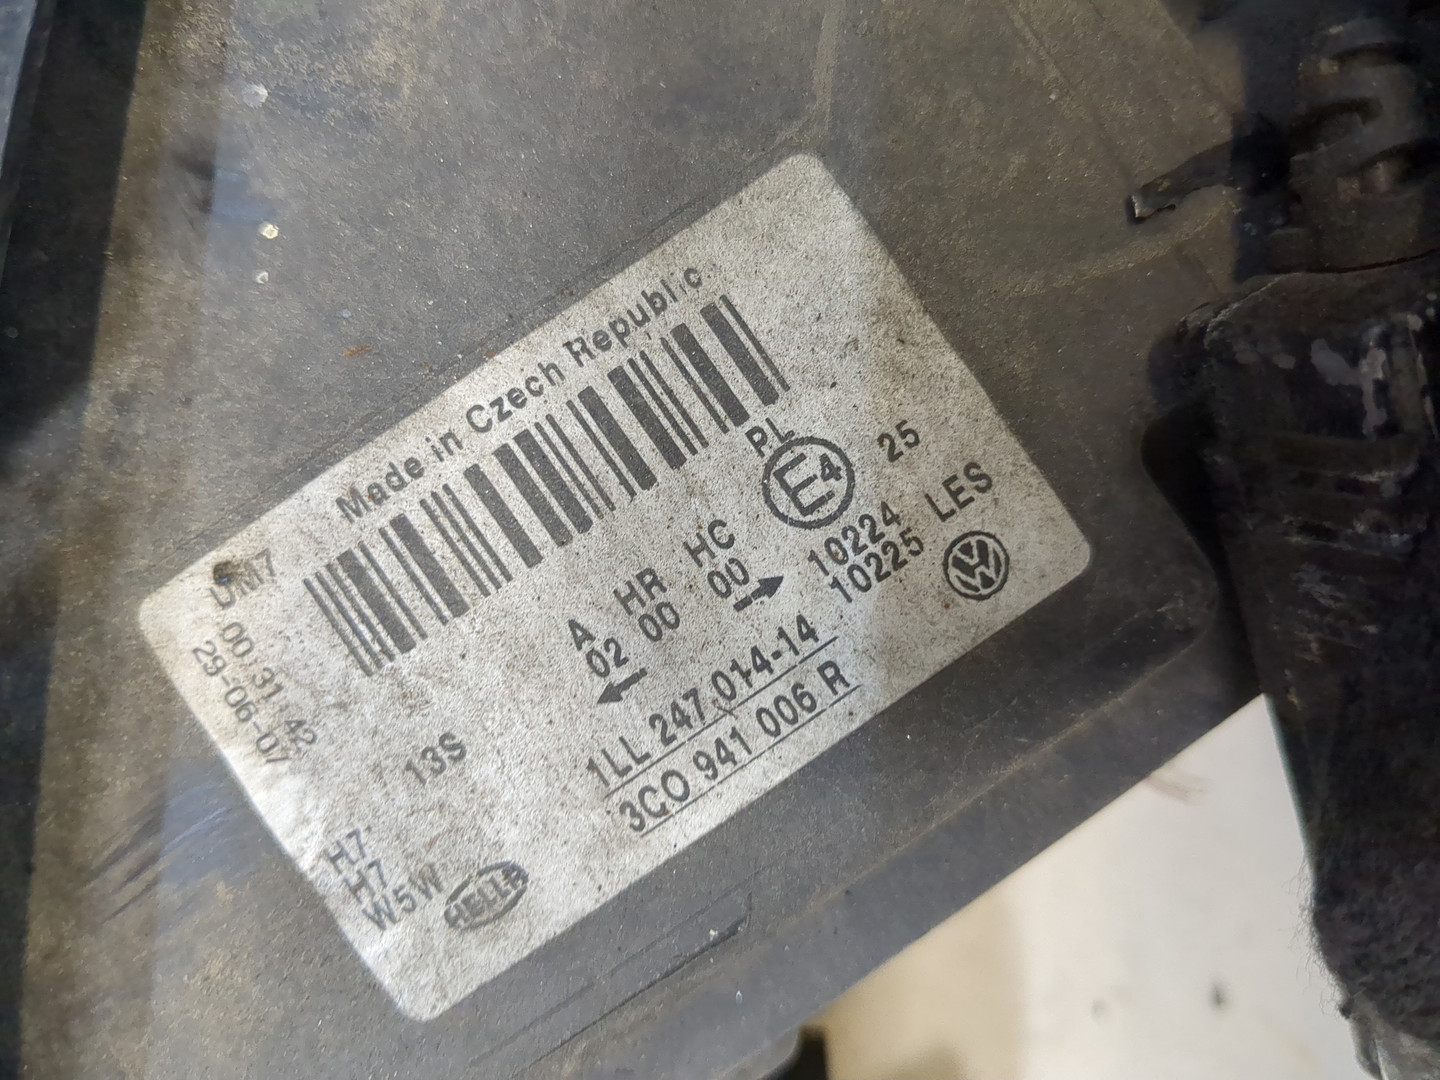 Made in Czech Republic
00:31:42
29-06-07
PL
E4
25
A HR HC
02 00 00
10224
10225 LES
13S
1LL 247.014-14
3C0 941 006 R
H7
H7
W5W
HELLA
VW